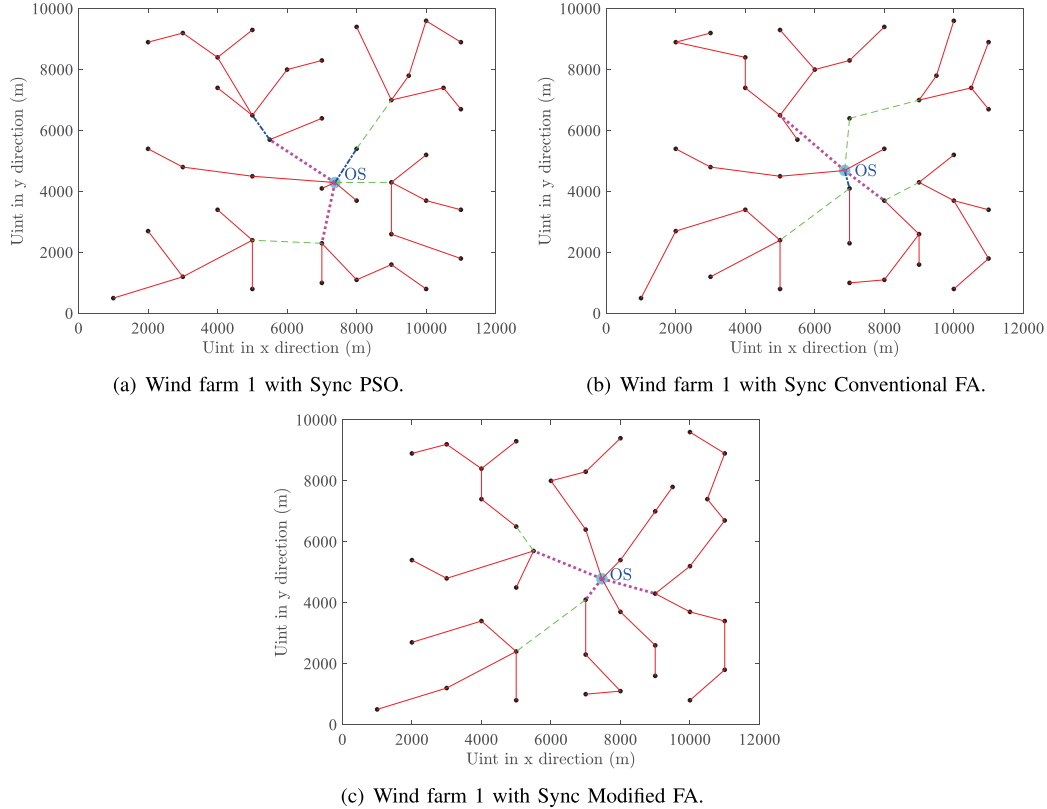 10000
8000
6000
4000
2000
0
Uint in y direction (m)
OS
0 2000 4000 6000 8000 10000 12000
Uint in x direction (m)
(a) Wind farm 1 with Sync PSO.
10000
8000
6000
4000
2000
0
Uint in y direction (m)
OS
0 2000 4000 6000 8000 10000 12000
Uint in x direction (m)
(b) Wind farm 1 with Sync Conventional FA.
10000
8000
6000
4000
2000
0
Uint in y direction (m)
OS
0 2000 4000 6000 8000 10000 12000
Uint in x direction (m)
(c) Wind farm 1 with Sync Modified FA.